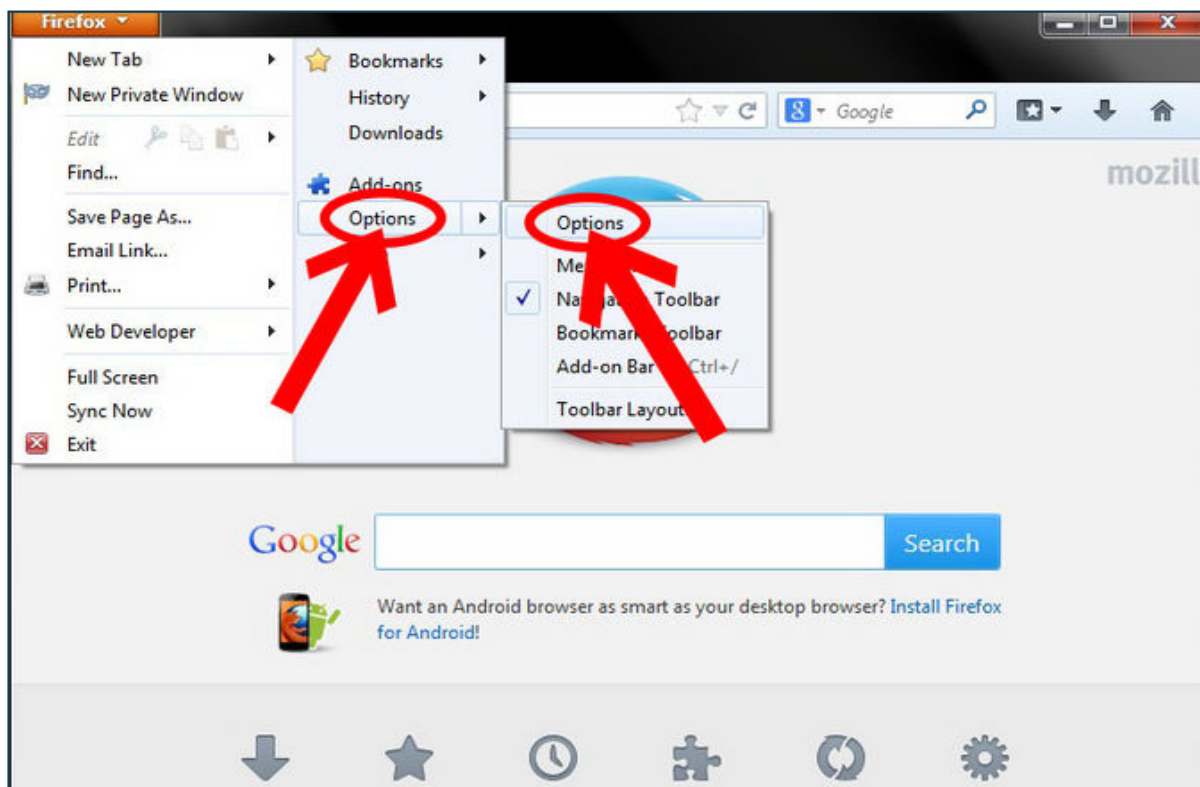 Firefox
New Tab
New Private Window
Edit
Find...
Save Page As...
Email Link...
Print...
Web Developer
Full Screen
Sync Now
Exit
Bookmarks
History
Downloads
Add-ons
Options
Options
Toolbar
Add-on Bar Ctrl+/
Toolbar Layout
8 Google
mozill
Google
Search
Want an Android browser as smart as your desktop browser? Install Firefox
for Android!